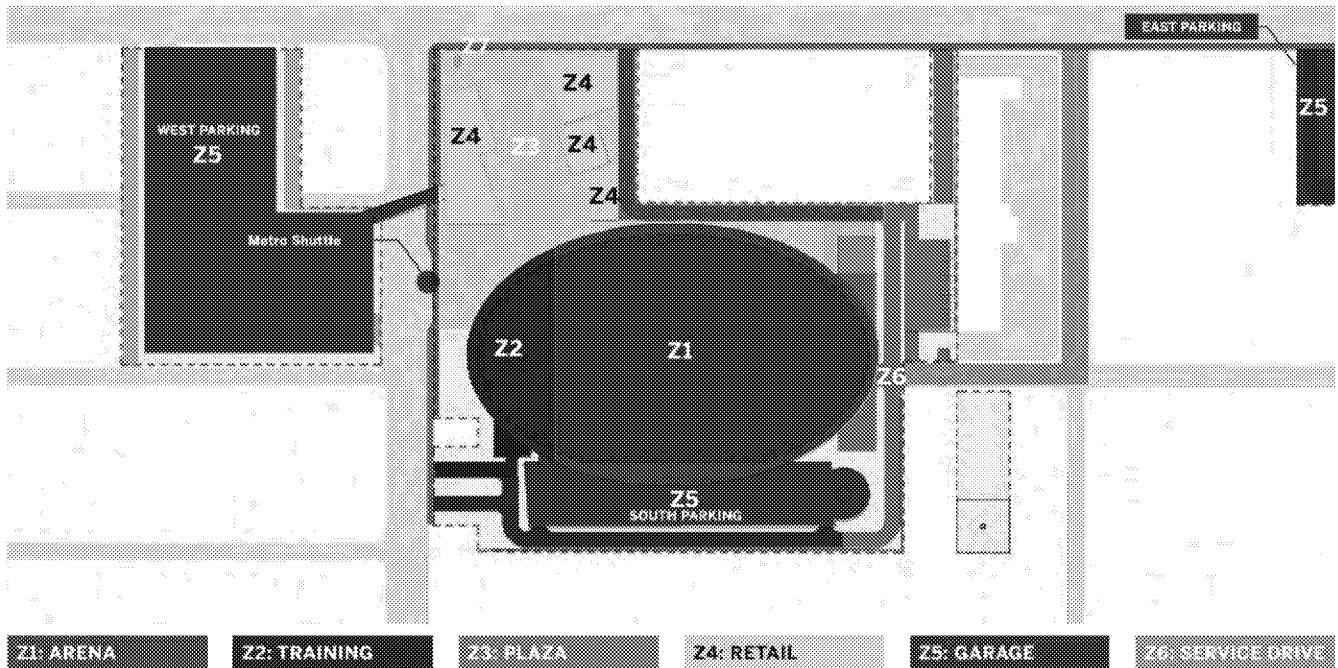 EAST PARKING
Z4
Z5
WEST PARKING
Z5
Z4
Z3
Z4
Z4
Metro Shuttle
Z2
Z1
Z6
Z5
SOUTH PARKING
Z1: ARENA
Z2: TRAINING
Z3: PLAZA
Z4: RETAIL
Z5: GARAGE
Z6: SERVICE DRIVE